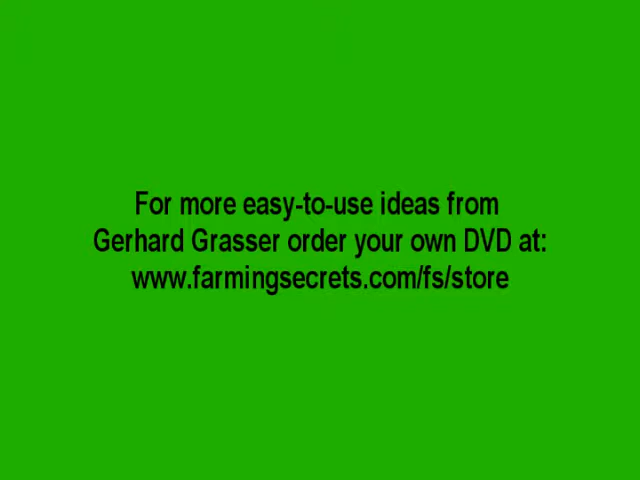 For more easy-to-use ideas from
Gerhard Grasser order your own DVD at:
www.farmingsecrets.com/fs/store